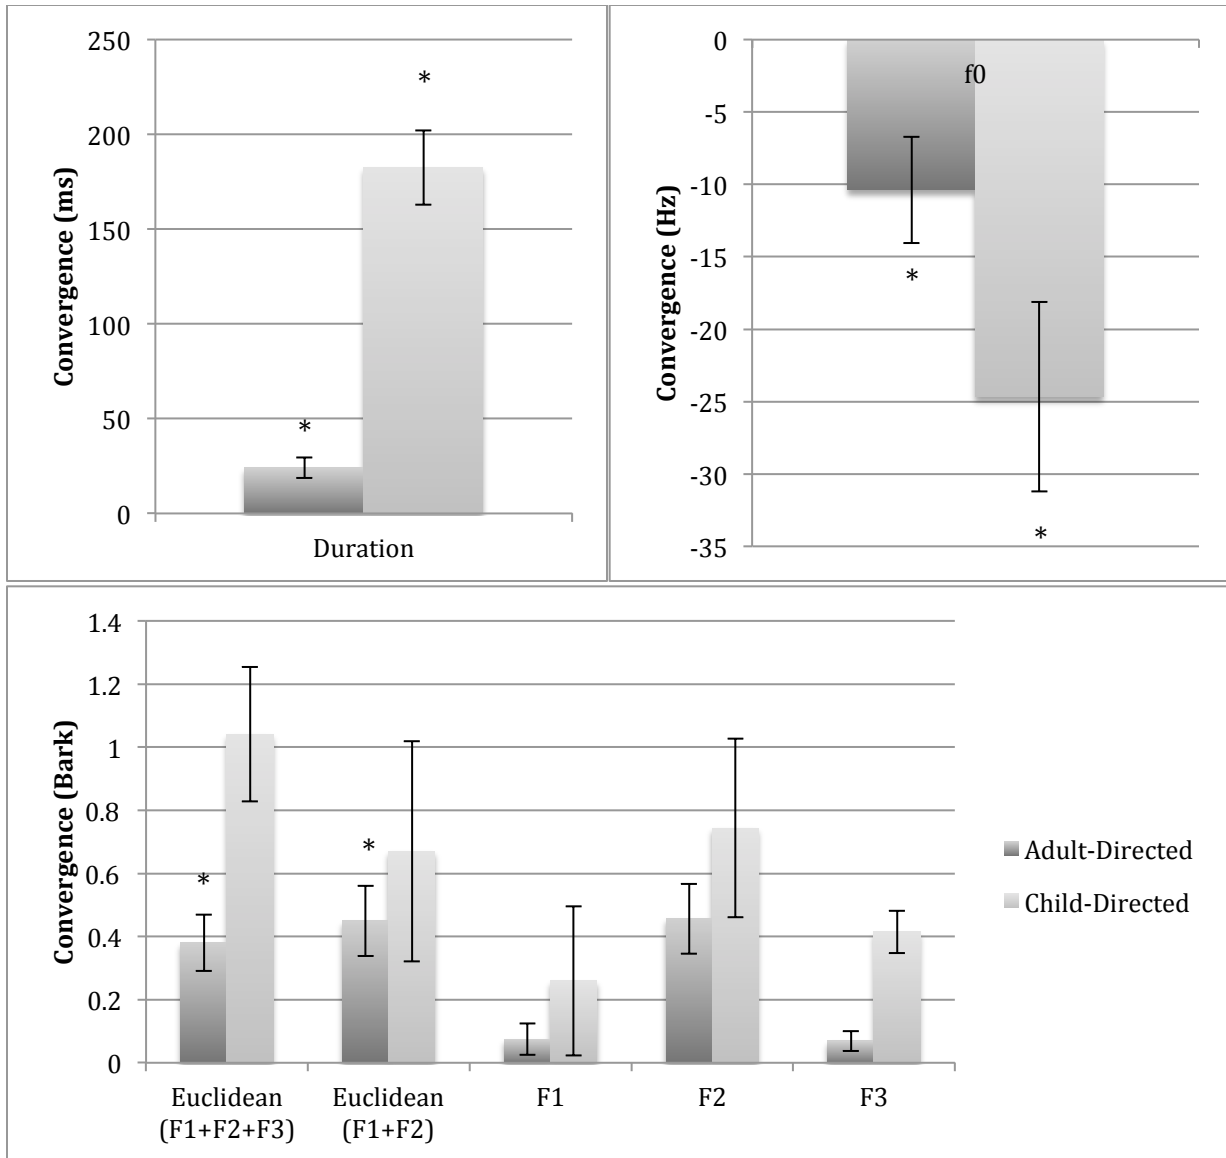 250
200
150
100
50
0
Convergence (ms)
*
*
Duration
0
-5
-10
-15
-20
-25
-30
-35
Convergence (Hz)
f0
*
*
1.4
1.2
1
0.8
0.6
0.4
0.2
0
Convergence (Bark)
*
*
Euclidean
(F1+F2+F3)
Euclidean
(F1+F2)
F1
F2
F3
Adult-Directed
Child-Directed